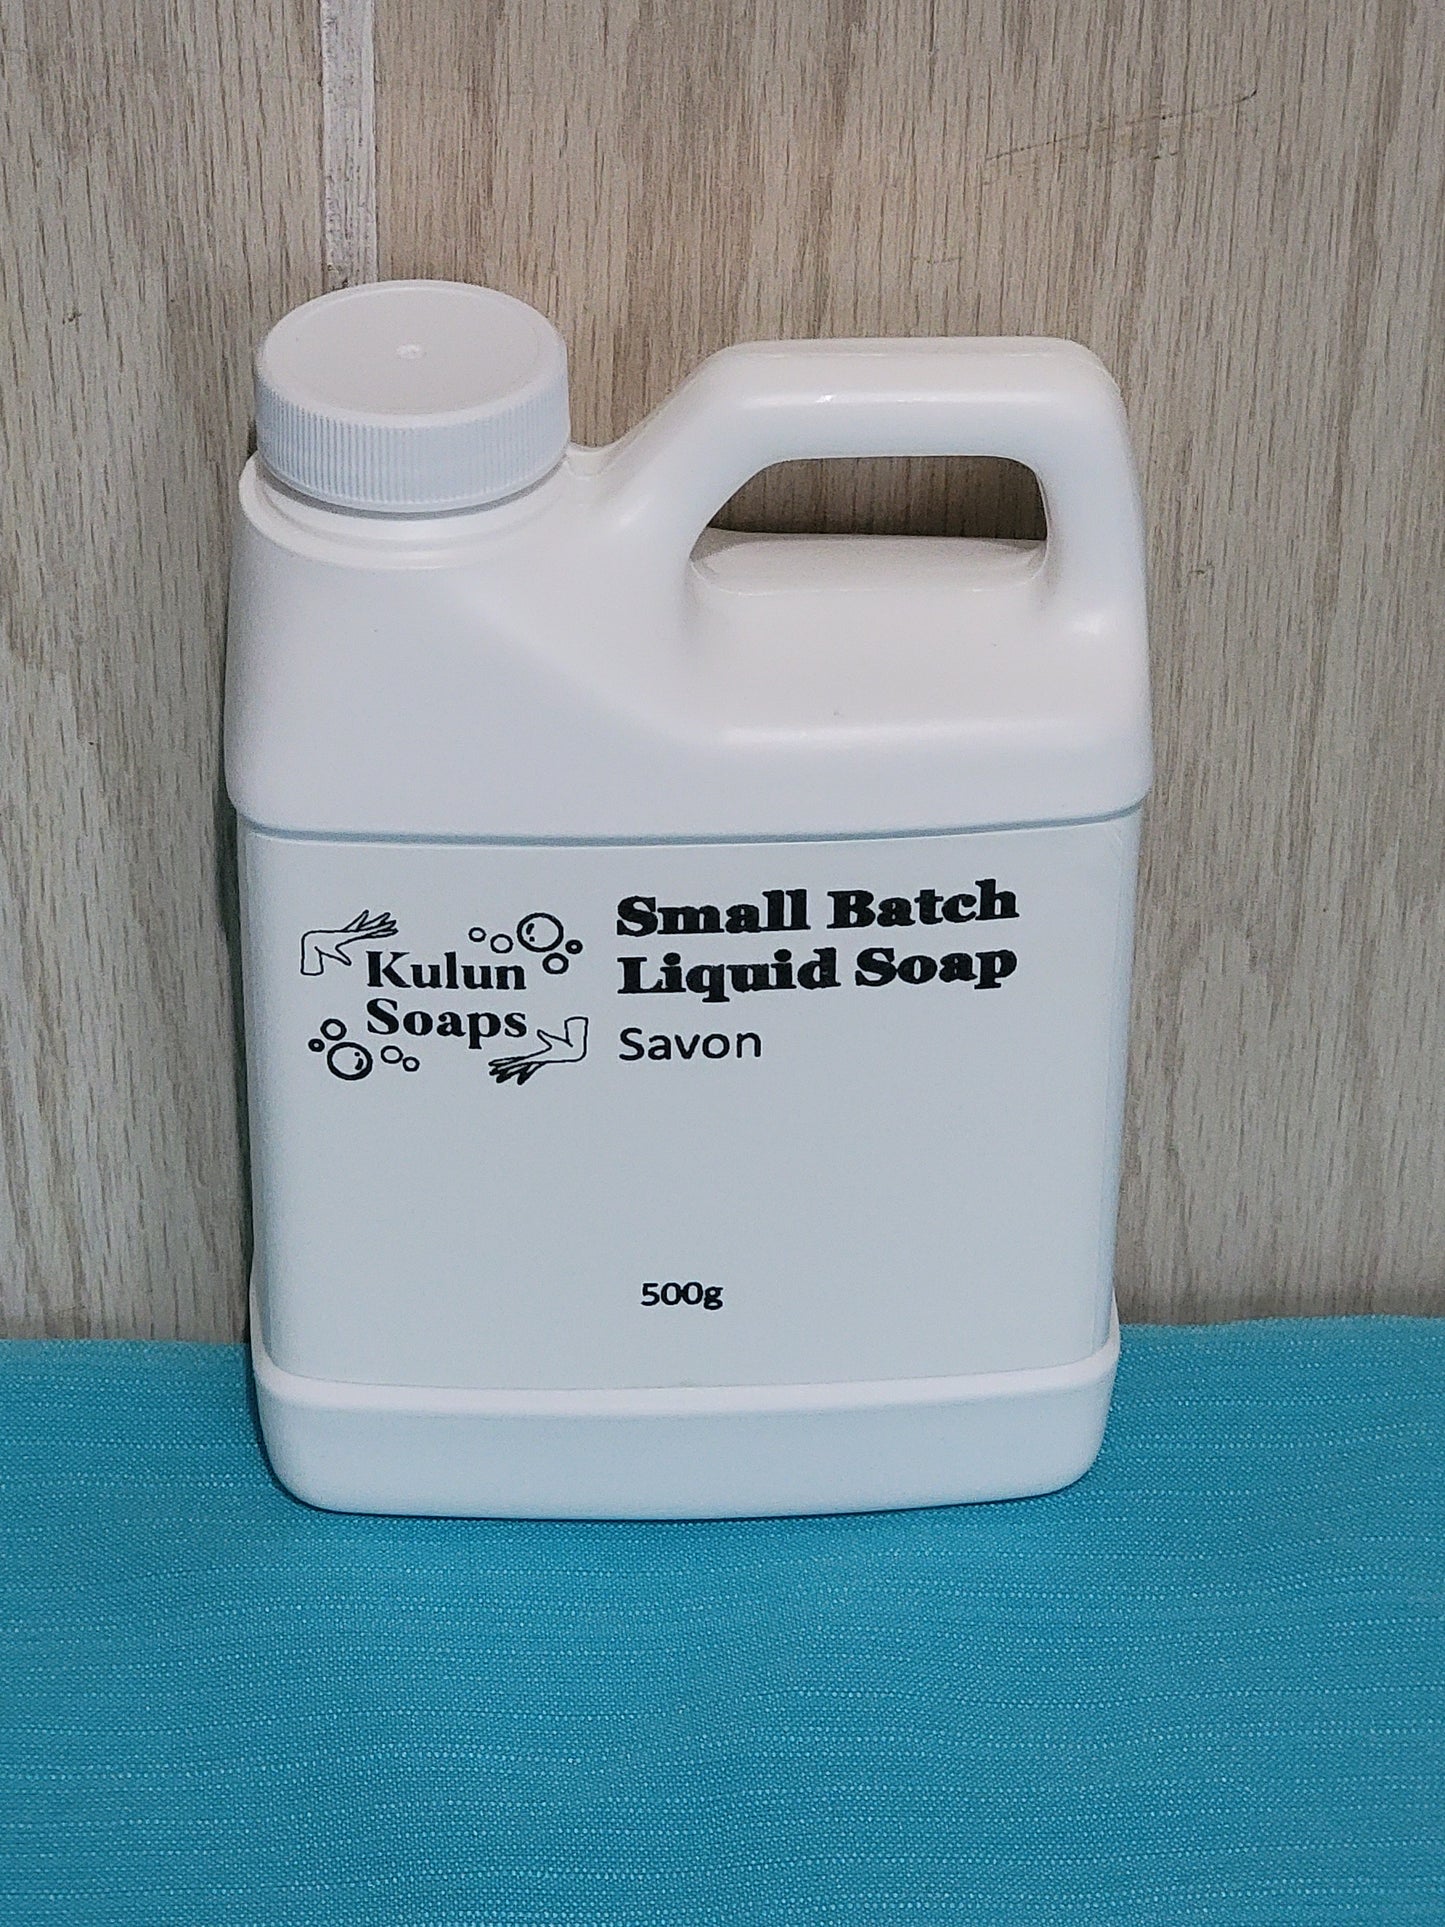 Kulun
Soaps
Small Batch
Liquid Soap
Savon
500g